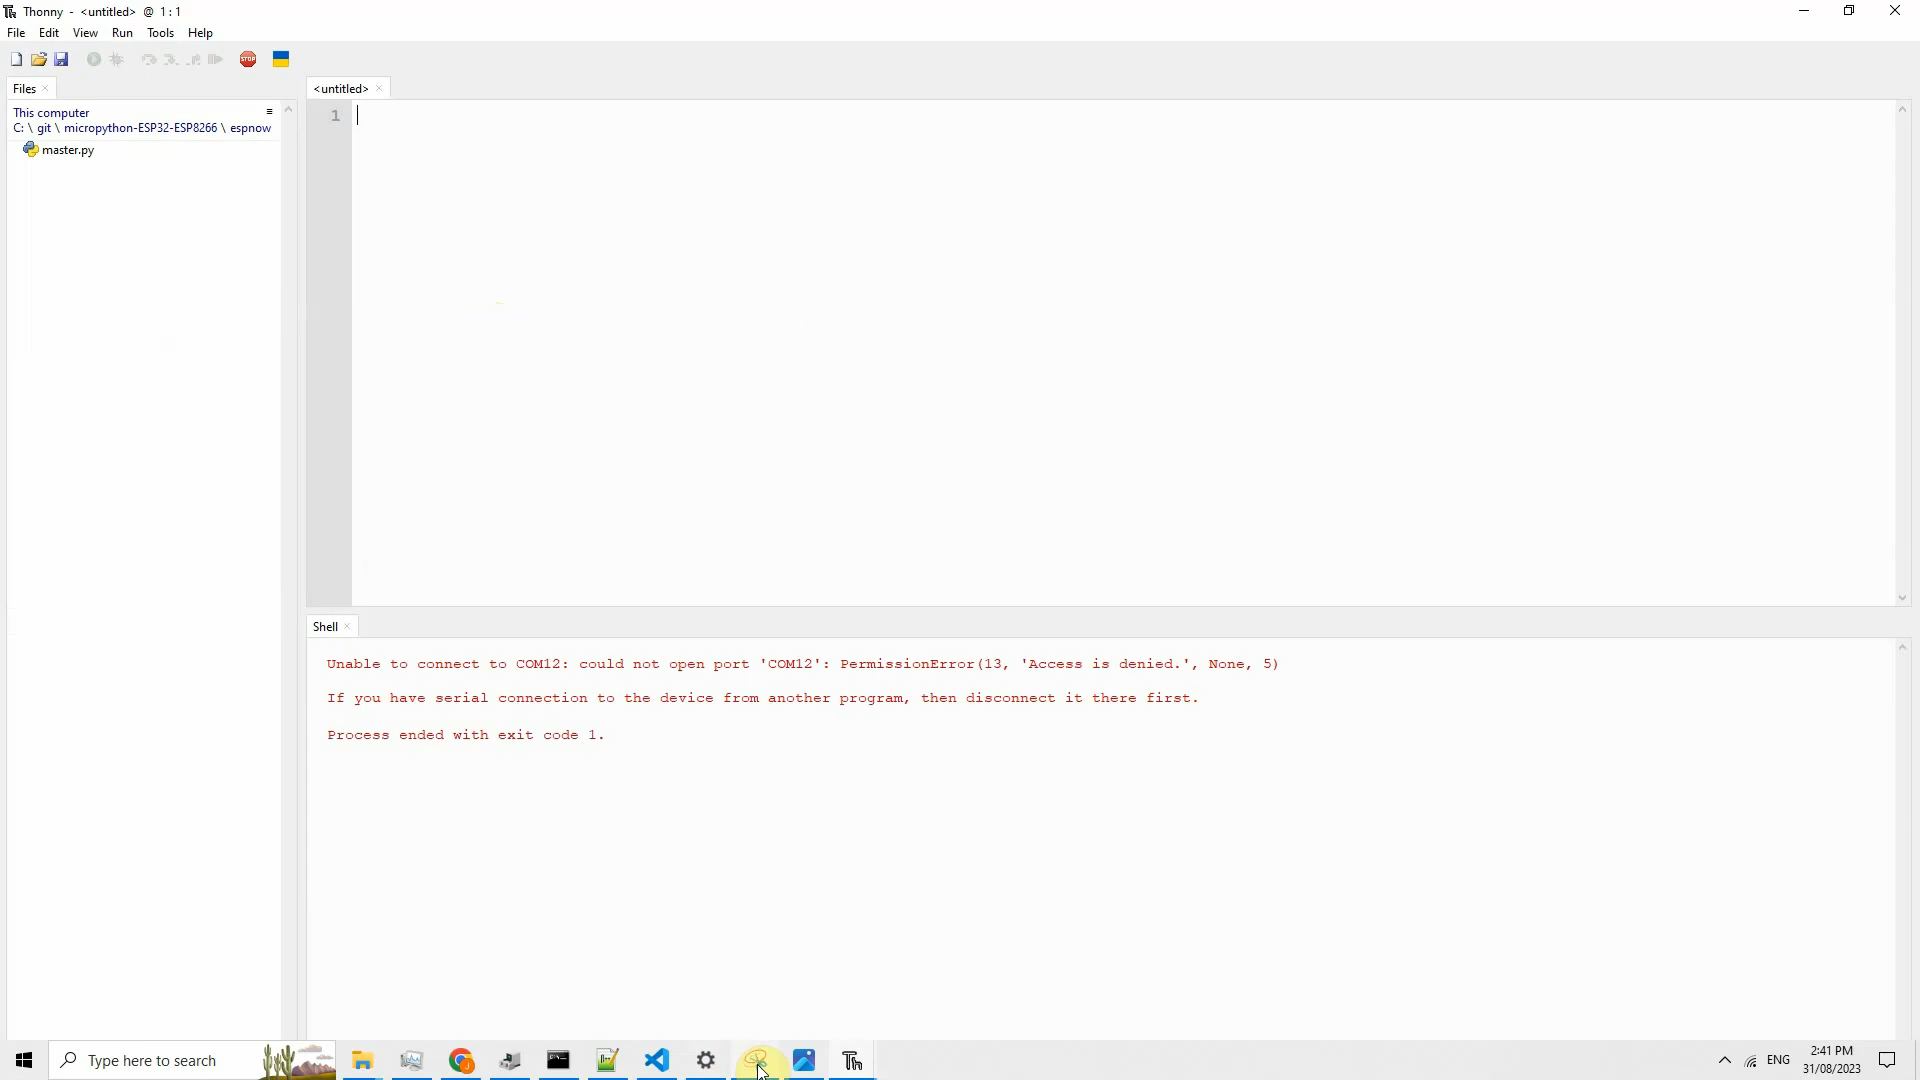 Thonny - <untitled> @ 1:1
File Edit View Run Tools Help
STOP
Files
<untitled>
This computer
C: \ git \ micropython-ESP32-ESP8266 \ espnow
master.py
1
Shell
Unable to connect to COM12: could not open port 'COM12': PermissionError(13, 'Access is denied.', None, 5)
If you have serial connection to the device from another program, then disconnect it there first.
Process ended with exit code 1.
Type here to search
ENG
2:41 PM
31/08/2023